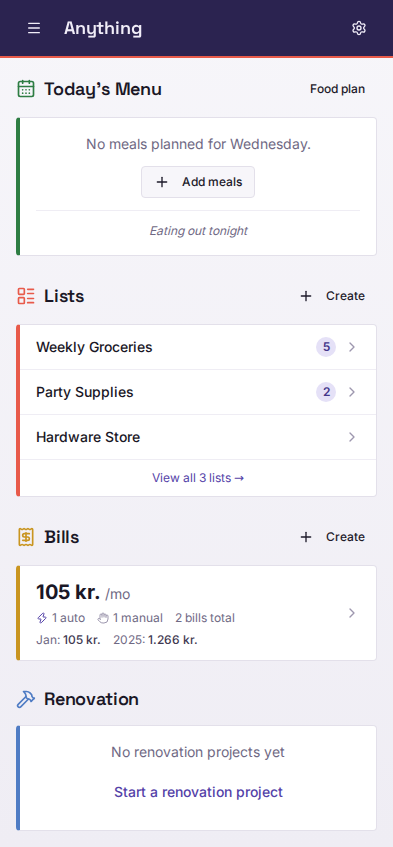 Anything
Today's Menu
Food plan
No meals planned for Wednesday.
Add meals
Eating out tonight
Lists
Create
Weekly Groceries
5
Party Supplies
2
Hardware Store
View all 3 lists →
Bills
Create
105 kr. /mo
1 auto 1 manual 2 bills total
Jan: 105 kr. 2025: 1.266 kr.
Renovation
No renovation projects yet
Start a renovation project